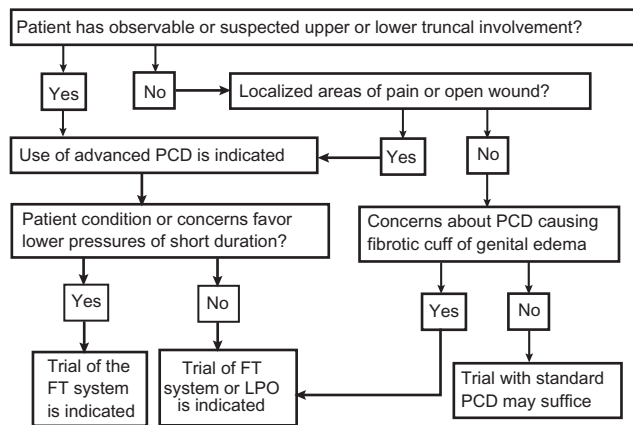 Patient has observable or suspected upper or lower truncal involvement?
Yes
No
Localized areas of pain or open wound?
Use of advanced PCD is indicated
Yes
No
Patient condition or concerns favor
lower pressures of short duration?
Concerns about PCD causing
fibrotic cuff of genital edema
Yes
No
Yes
No
Trial of the
FT system
is indicated
Trial of FT
system or LPO
is indicated
Trial with standard
PCD may suffice